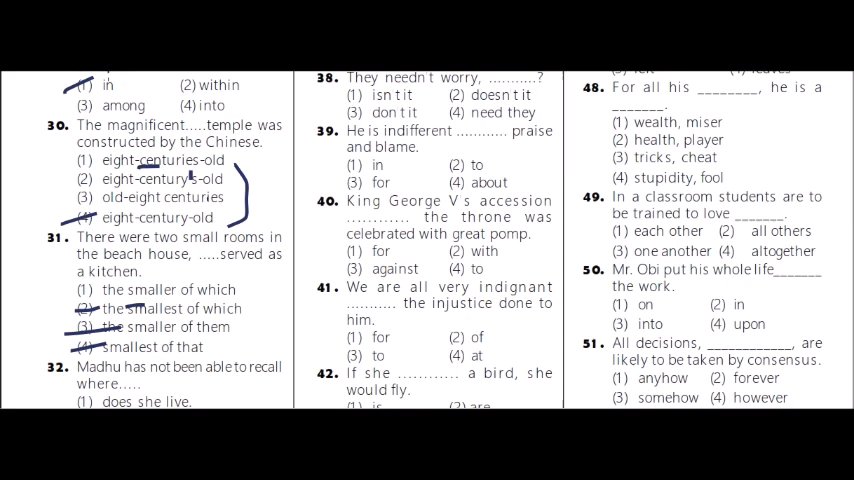 (1) in (2) within
(3) among (4) into
30. The magnificent.....temple was
constructed by the Chinese.
(1) eight-centuries-old
(2) eight-century's-old
(3) old-eight centuries
(4) eight-century-old
31. There were two small rooms in
the beach house, .....served as
a kitchen.
(1) the smaller of which
(2) the smallest of which
(3) the smaller of them
(4) smallest of that
32. Madhu has not been able to recall
where.....
(1) does she live.
38. They needn't worry, ...........?
(1) isn t it (2) doesn t it
(3) don t it (4) need they
39. He is indifferent ............ praise
and blame.
(1) in (2) to
(3) for (4) about
40. King George V s accession
............ the throne was
celebrated with great pomp.
(1) for (2) with
(3) against (4) to
41. We are all very indignant
........... the injustice done to
him.
(1) for (2) of
(3) to (4) at
42. If she ............ a bird, she
would fly.
(1) is (2) are
48. For all his ________, he is a
_______.
(1) wealth, miser
(2) health, player
(3) tricks, cheat
(4) stupidity, fool
49. In a classroom students are to
be trained to love _______.
(1) each other (2) all others
(3) one another (4) altogether
50. Mr. Obi put his whole life_______
the work.
(1) on (2) in
(3) into (4) upon
51. All decisions, ____________, are
likely to be taken by consensus.
(1) anyhow (2) forever
(3) somehow (4) however